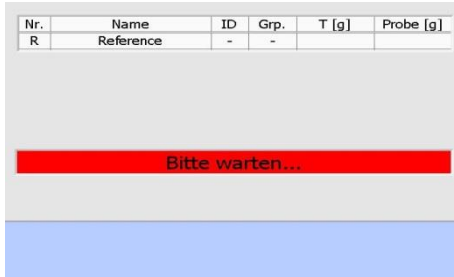 Nr. Name ID Grp. T [g] Probe [g]
R Reference - -
Bitte warten...